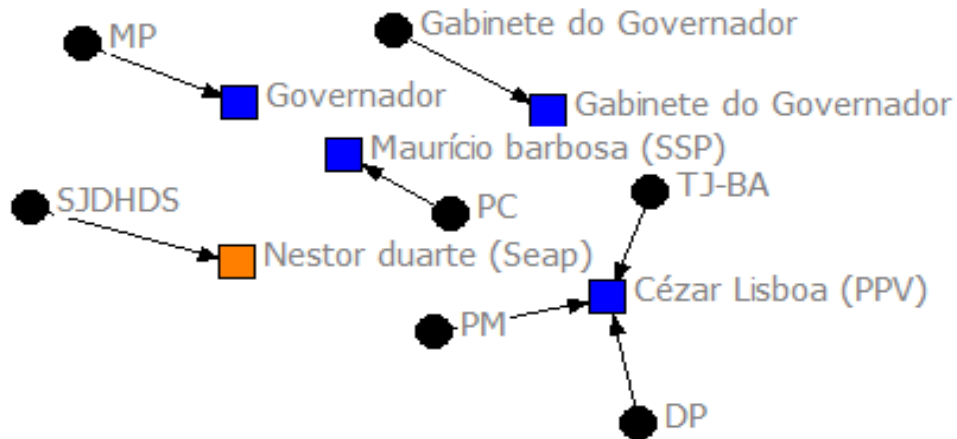 MP
Gabinete do Governador
Governador
Gabinete do Governador
Maurício barbosa (SSP)
TJ-BA
SJDHDS
PC
Nestor duarte (Seap)
Cézar Lisboa (PPV)
PM
DP